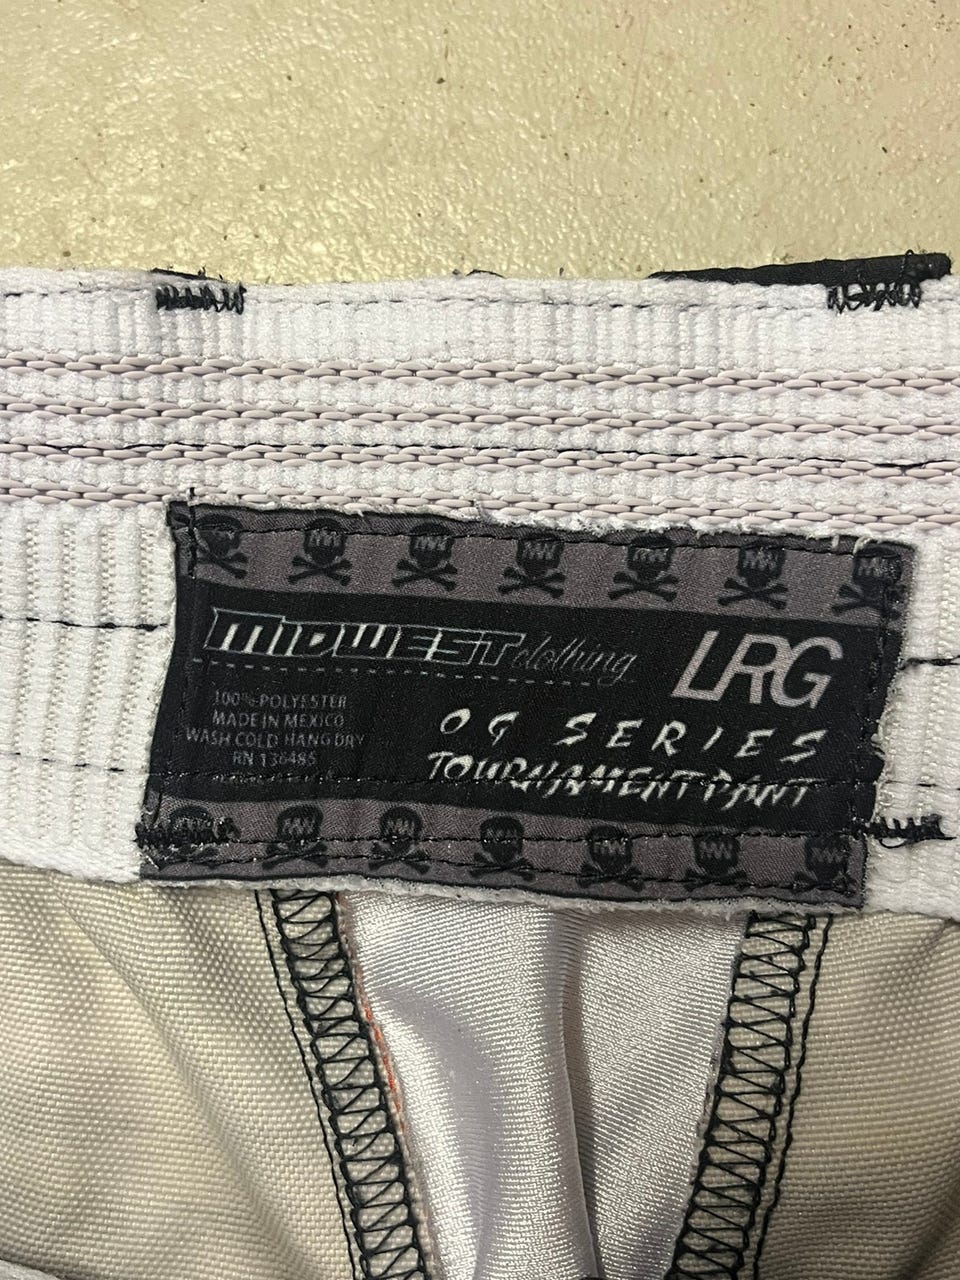 MIDWEST clothing
LRG
100% POLYESTER
MADE IN MEXICO
WASH COLD HANG DRY
RN 136485
OG SERIES
TOURNAMENT PANT